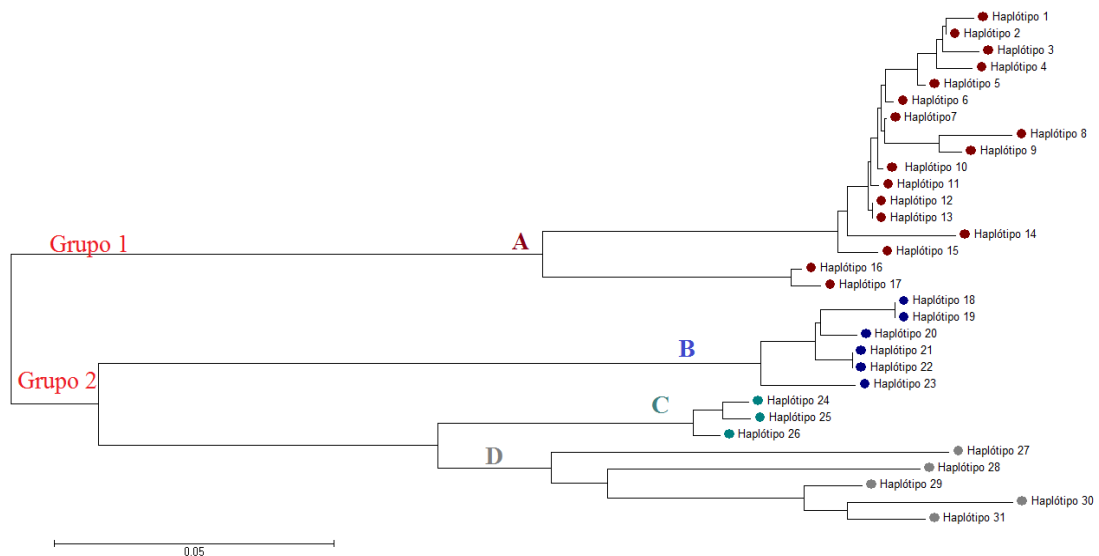 Haplótipo 1
Haplótipo 2
Haplótipo 3
Haplótipo 4
Haplótipo 5
Haplótipo 6
Haplótipo7
Haplótipo 8
Haplótipo 9
Haplótipo 10
Haplótipo 11
Haplótipo 12
Haplótipo 13
Haplótipo 14
Grupo 1
A
Haplótipo 15
Haplótipo 16
Haplótipo 17
Haplótipo 18
Haplótipo 19
Haplótipo 20
B
Haplótipo 21
Haplótipo 22
Grupo 2
Haplótipo 23
C
Haplótipo 24
Haplótipo 25
Haplótipo 26
D
Haplótipo 27
Haplótipo 28
Haplótipo 29
Haplótipo 30
Haplótipo 31
0.05